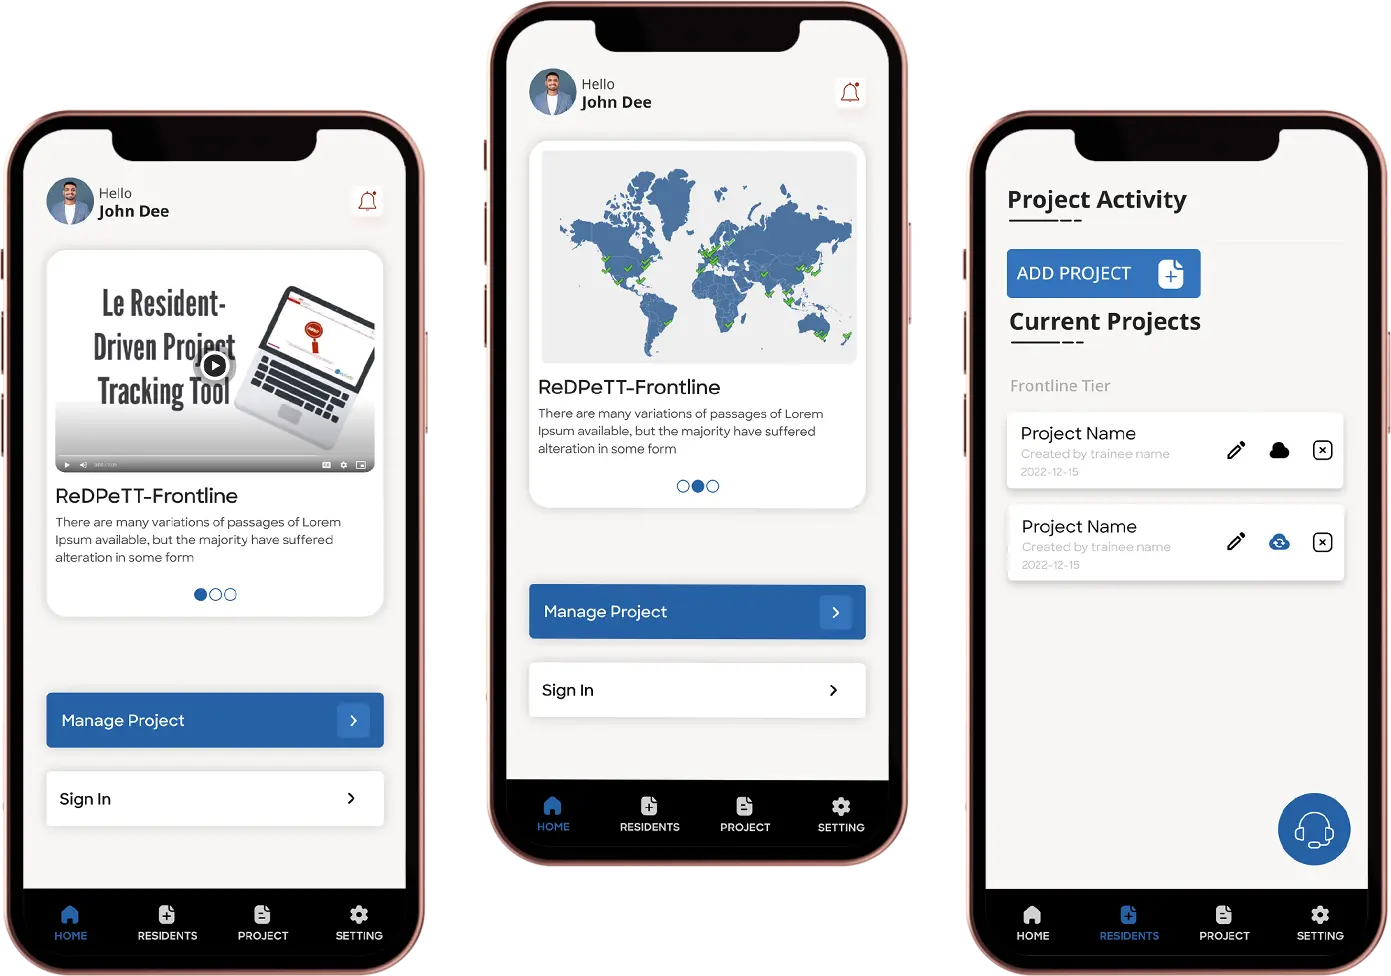 Hello
John Dee
Le Resident-
Driven Project
Tracking Tool
ReDPeTT-Frontline
There are many variations of passages of Lorem
Ipsum available, but the majority have suffered
alteration in some form
Manage Project
Sign In
HOME
RESIDENTS
PROJECT
SETTING
Hello
John Dee
ReDPeTT-Frontline
There are many variations of passages of Lorem
Ipsum available, but the majority have suffered
alteration in some form
Manage Project
Sign In
HOME
RESIDENTS
PROJECT
SETTING
Project Activity
ADD PROJECT
Current Projects
Frontline Tier
Project Name
Created by trainee name
2022-12-15
Project Name
Created by trainee name
2022-12-15
HOME
RESIDENTS
PROJECT
SETTING